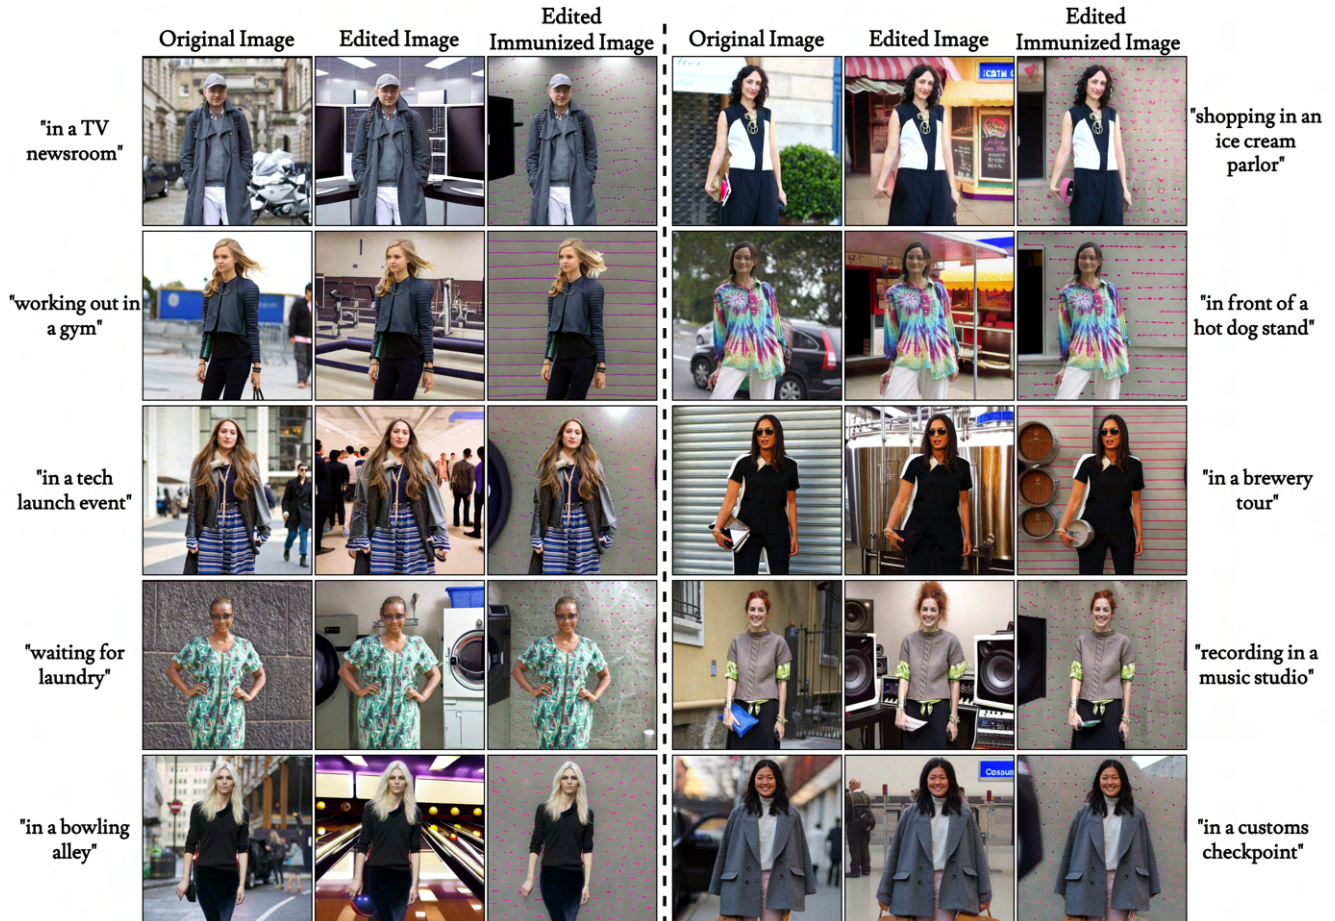 Original Image
Edited Image
Edited
Immunized Image
Original Image
Edited Image
Edited
Immunized Image
"in a TV
newsroom"
"shopping in an
ice cream
parlor"
"working out in
a gym"
"in front of a
hot dog stand"
"in a tech
launch event"
"in a brewery
tour"
"waiting for
laundry"
"recording in a
music studio"
"in a bowling
alley"
"in a customs
checkpoint"